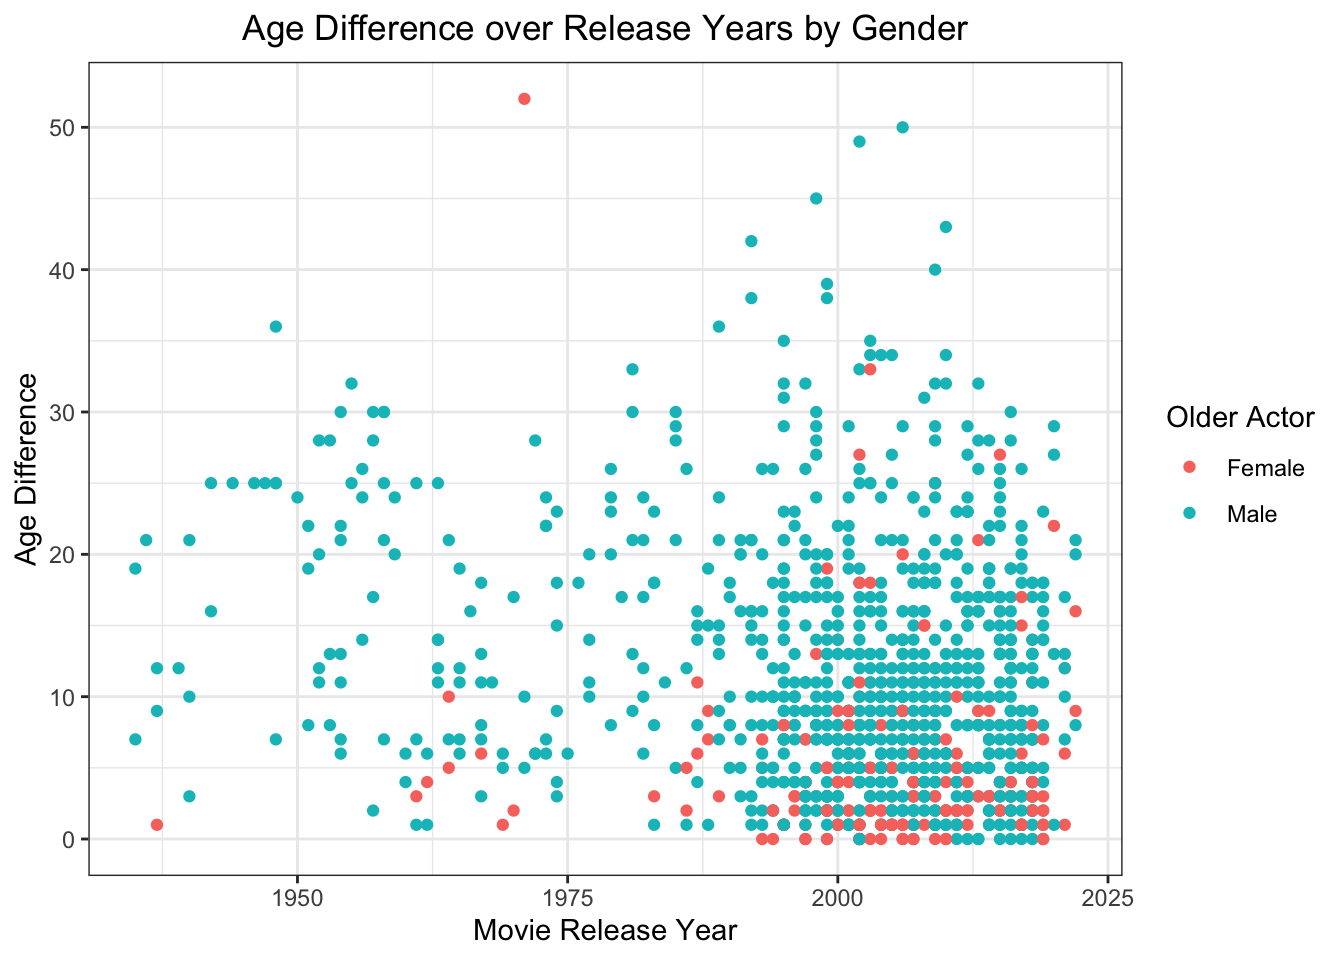 Age Difference over Release Years by Gender
Age Difference
50
40
30
20
10
0
1950
1975
2000
2025
Movie Release Year
Older Actor
Female
Male